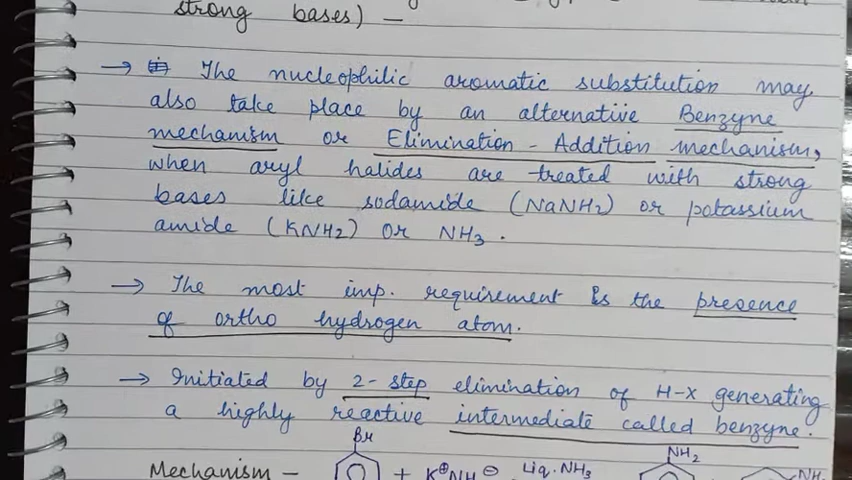 strong bases) —
→ The nucleophilic aromatic substitution may
also take place by an alternative Benzyne
mechanism or Elimination - Addition mechanism,
when aryl halides are treated with strong
bases like sodamide (NaNH2) or potassium
amide (KNH2) or NH3.
→ The most imp. requirement is the presence
of ortho hydrogen atom.
→ Initiated by 2-step elimination of H-X generating
a highly reactive intermediate called benzyne.
Br
NH2
Mechanism — + K⊕NH⊖ Liq. NH3 NH